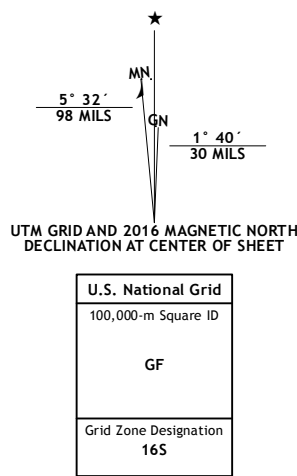 MN.
5° 32´
98 MILS
GN
1° 40´
30 MILS
UTM GRID AND 2016 MAGNETIC NORTH
DECLINATION AT CENTER OF SHEET
U.S. National Grid
100,000-m Square ID
GF
Grid Zone Designation
16S